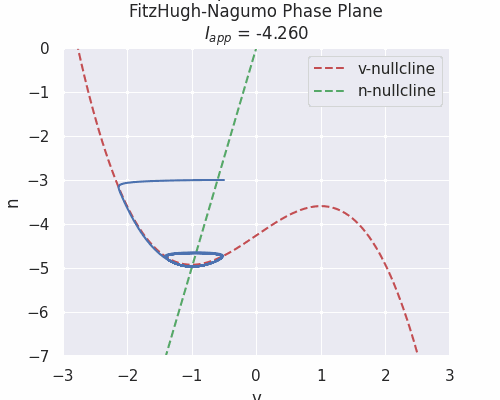 FitzHugh-Nagumo Phase Plane
I_app = -4.260
v-nullcline
n-nullcline
0
−1
−2
−3
−4
−5
−6
−7
n
−3 −2 −1 0 1 2 3
v